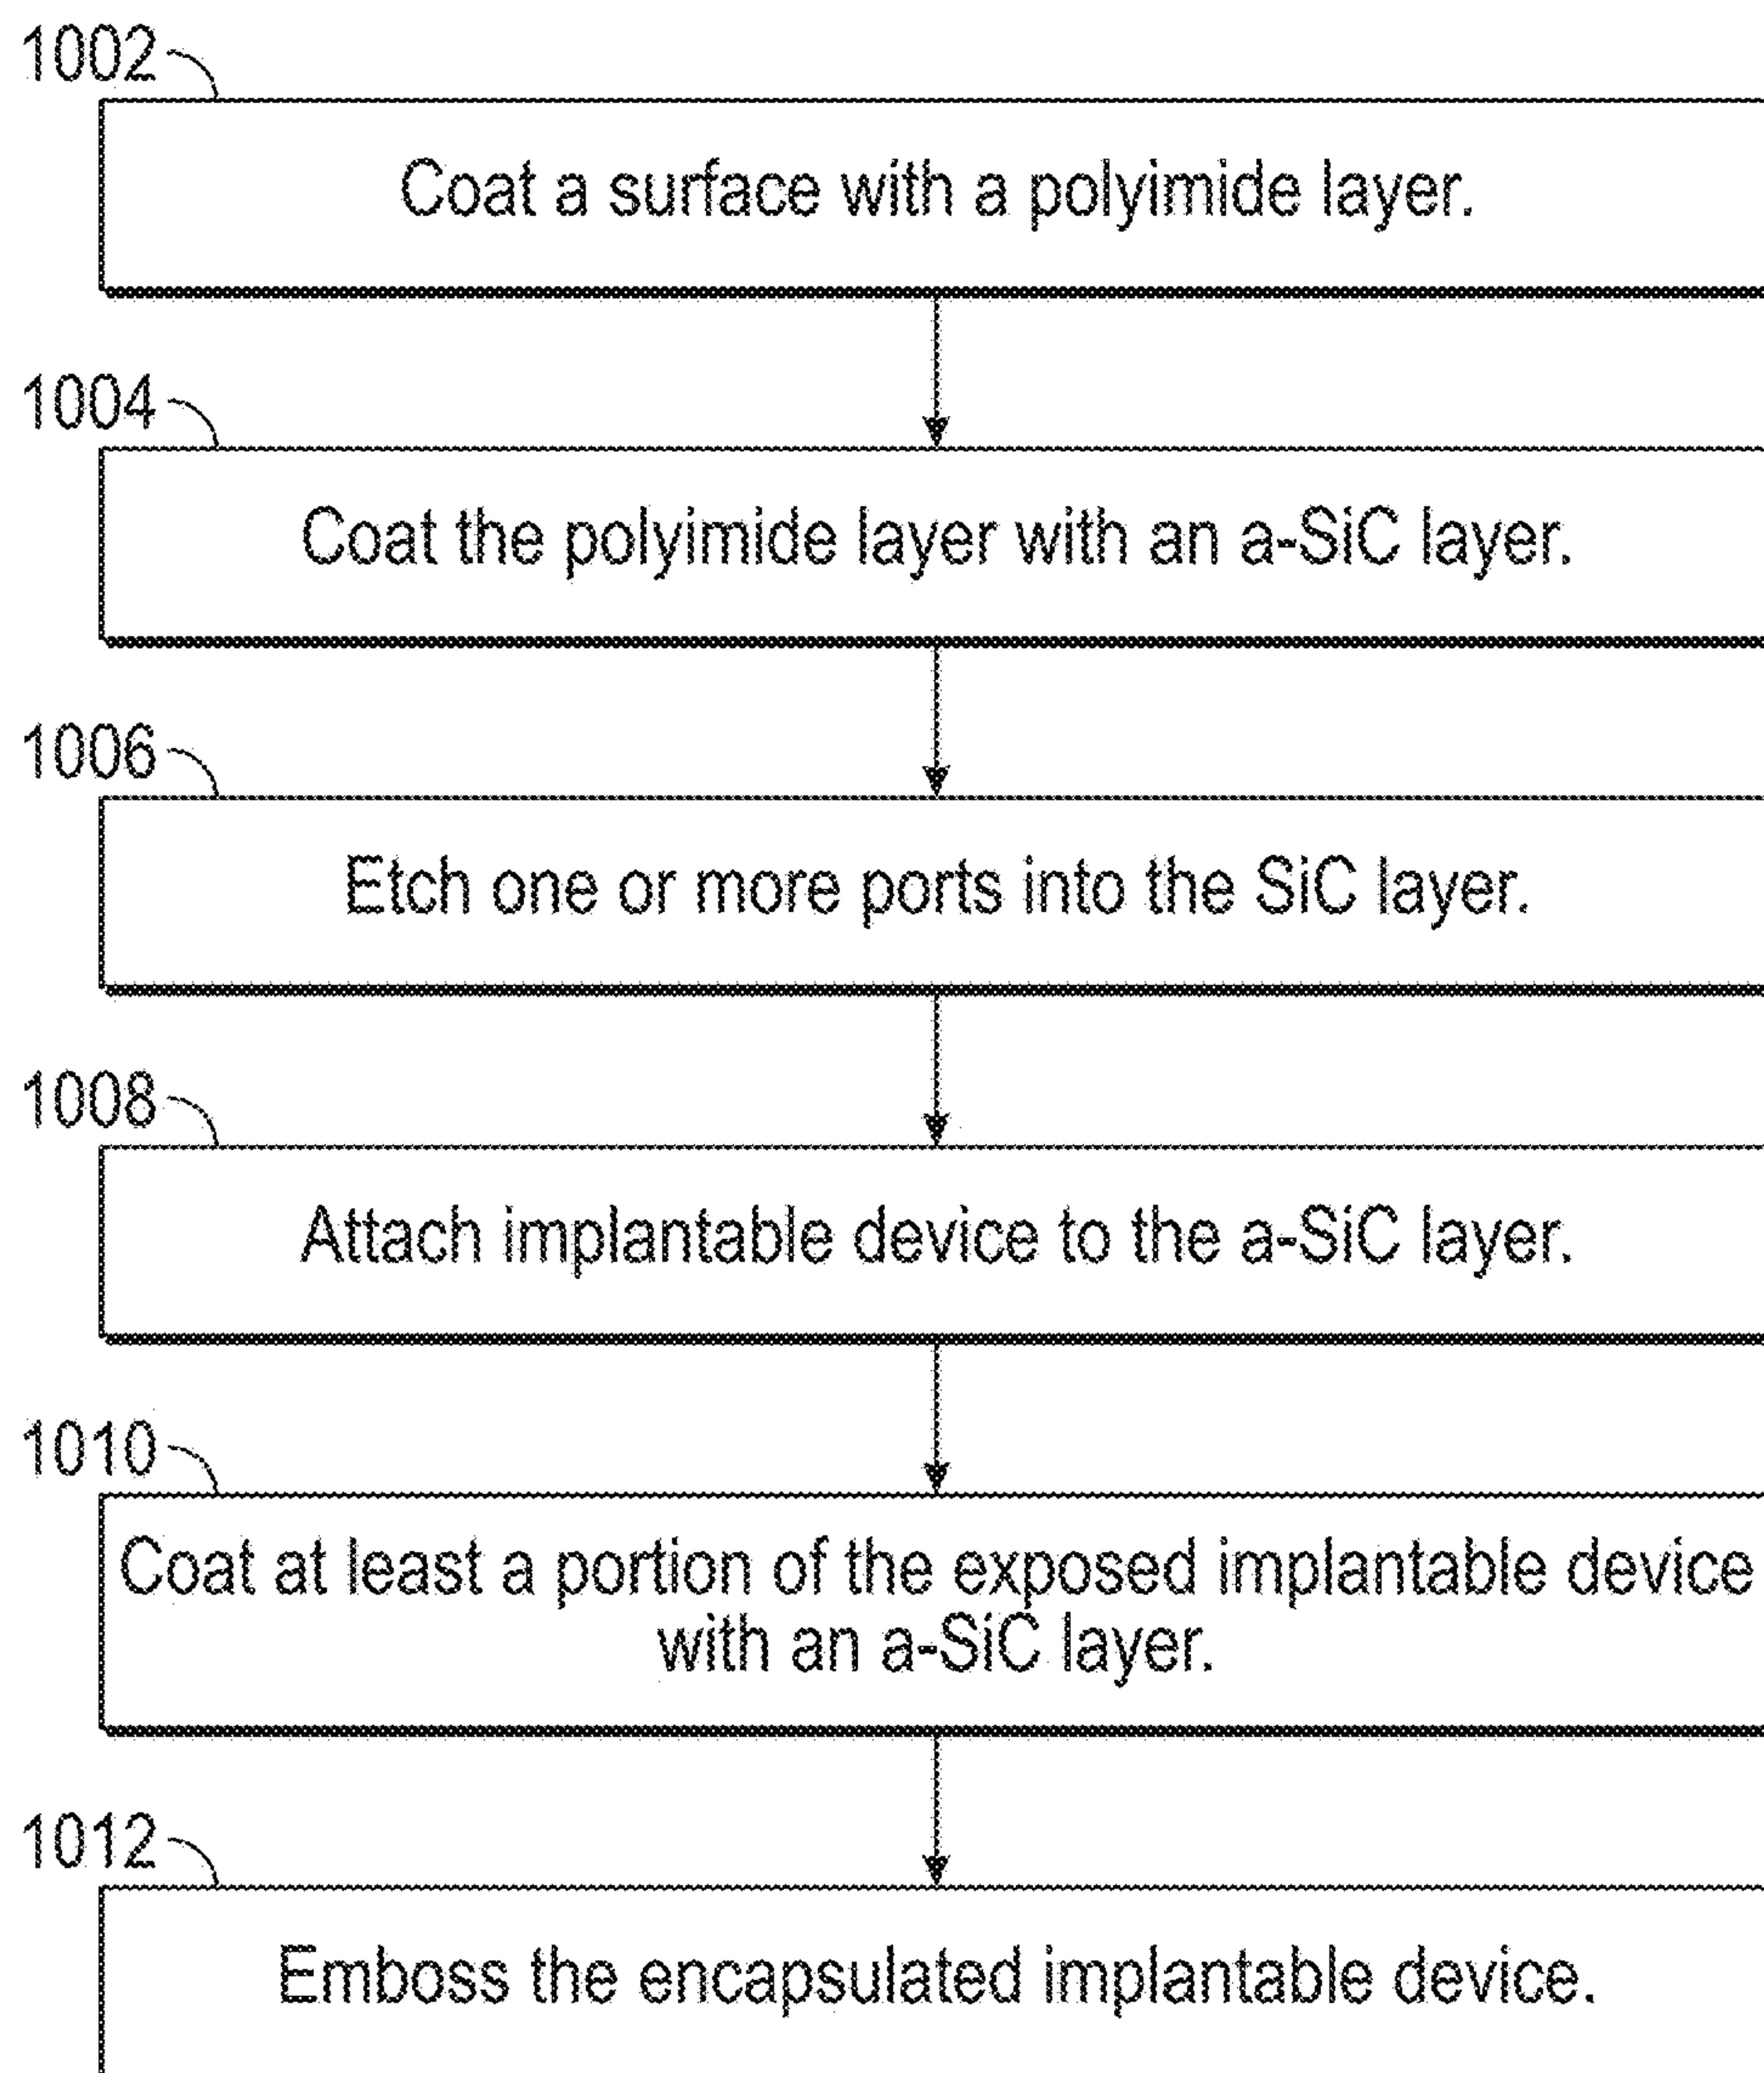 1002
Coat a surface with a polyimide layer.
1004
Coat the polyimide layer with an a-SiC layer.
1006
Etch one or more ports into the SiC layer.
1008
Attach implantable device to the a-SiC layer.
1010
Coat at least a portion of the exposed implantable device
with an a-SiC layer.
1012
Emboss the encapsulated implantable device.